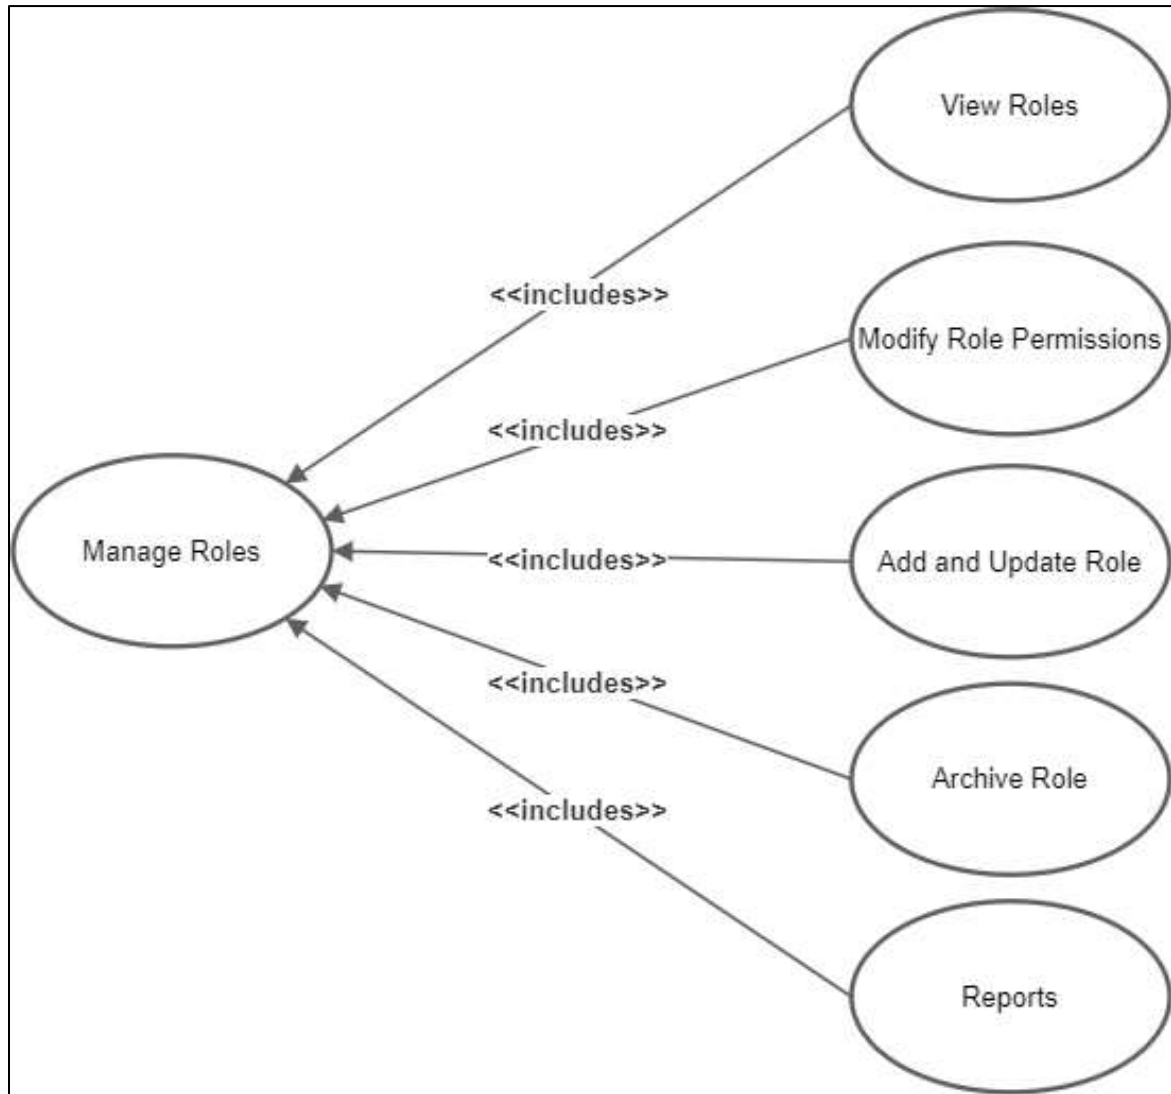 View Roles
<<includes>>
Modify Role Permissions
<<includes>>
Manage Roles
<<includes>>
Add and Update Role
<<includes>>
Archive Role
<<includes>>
Reports